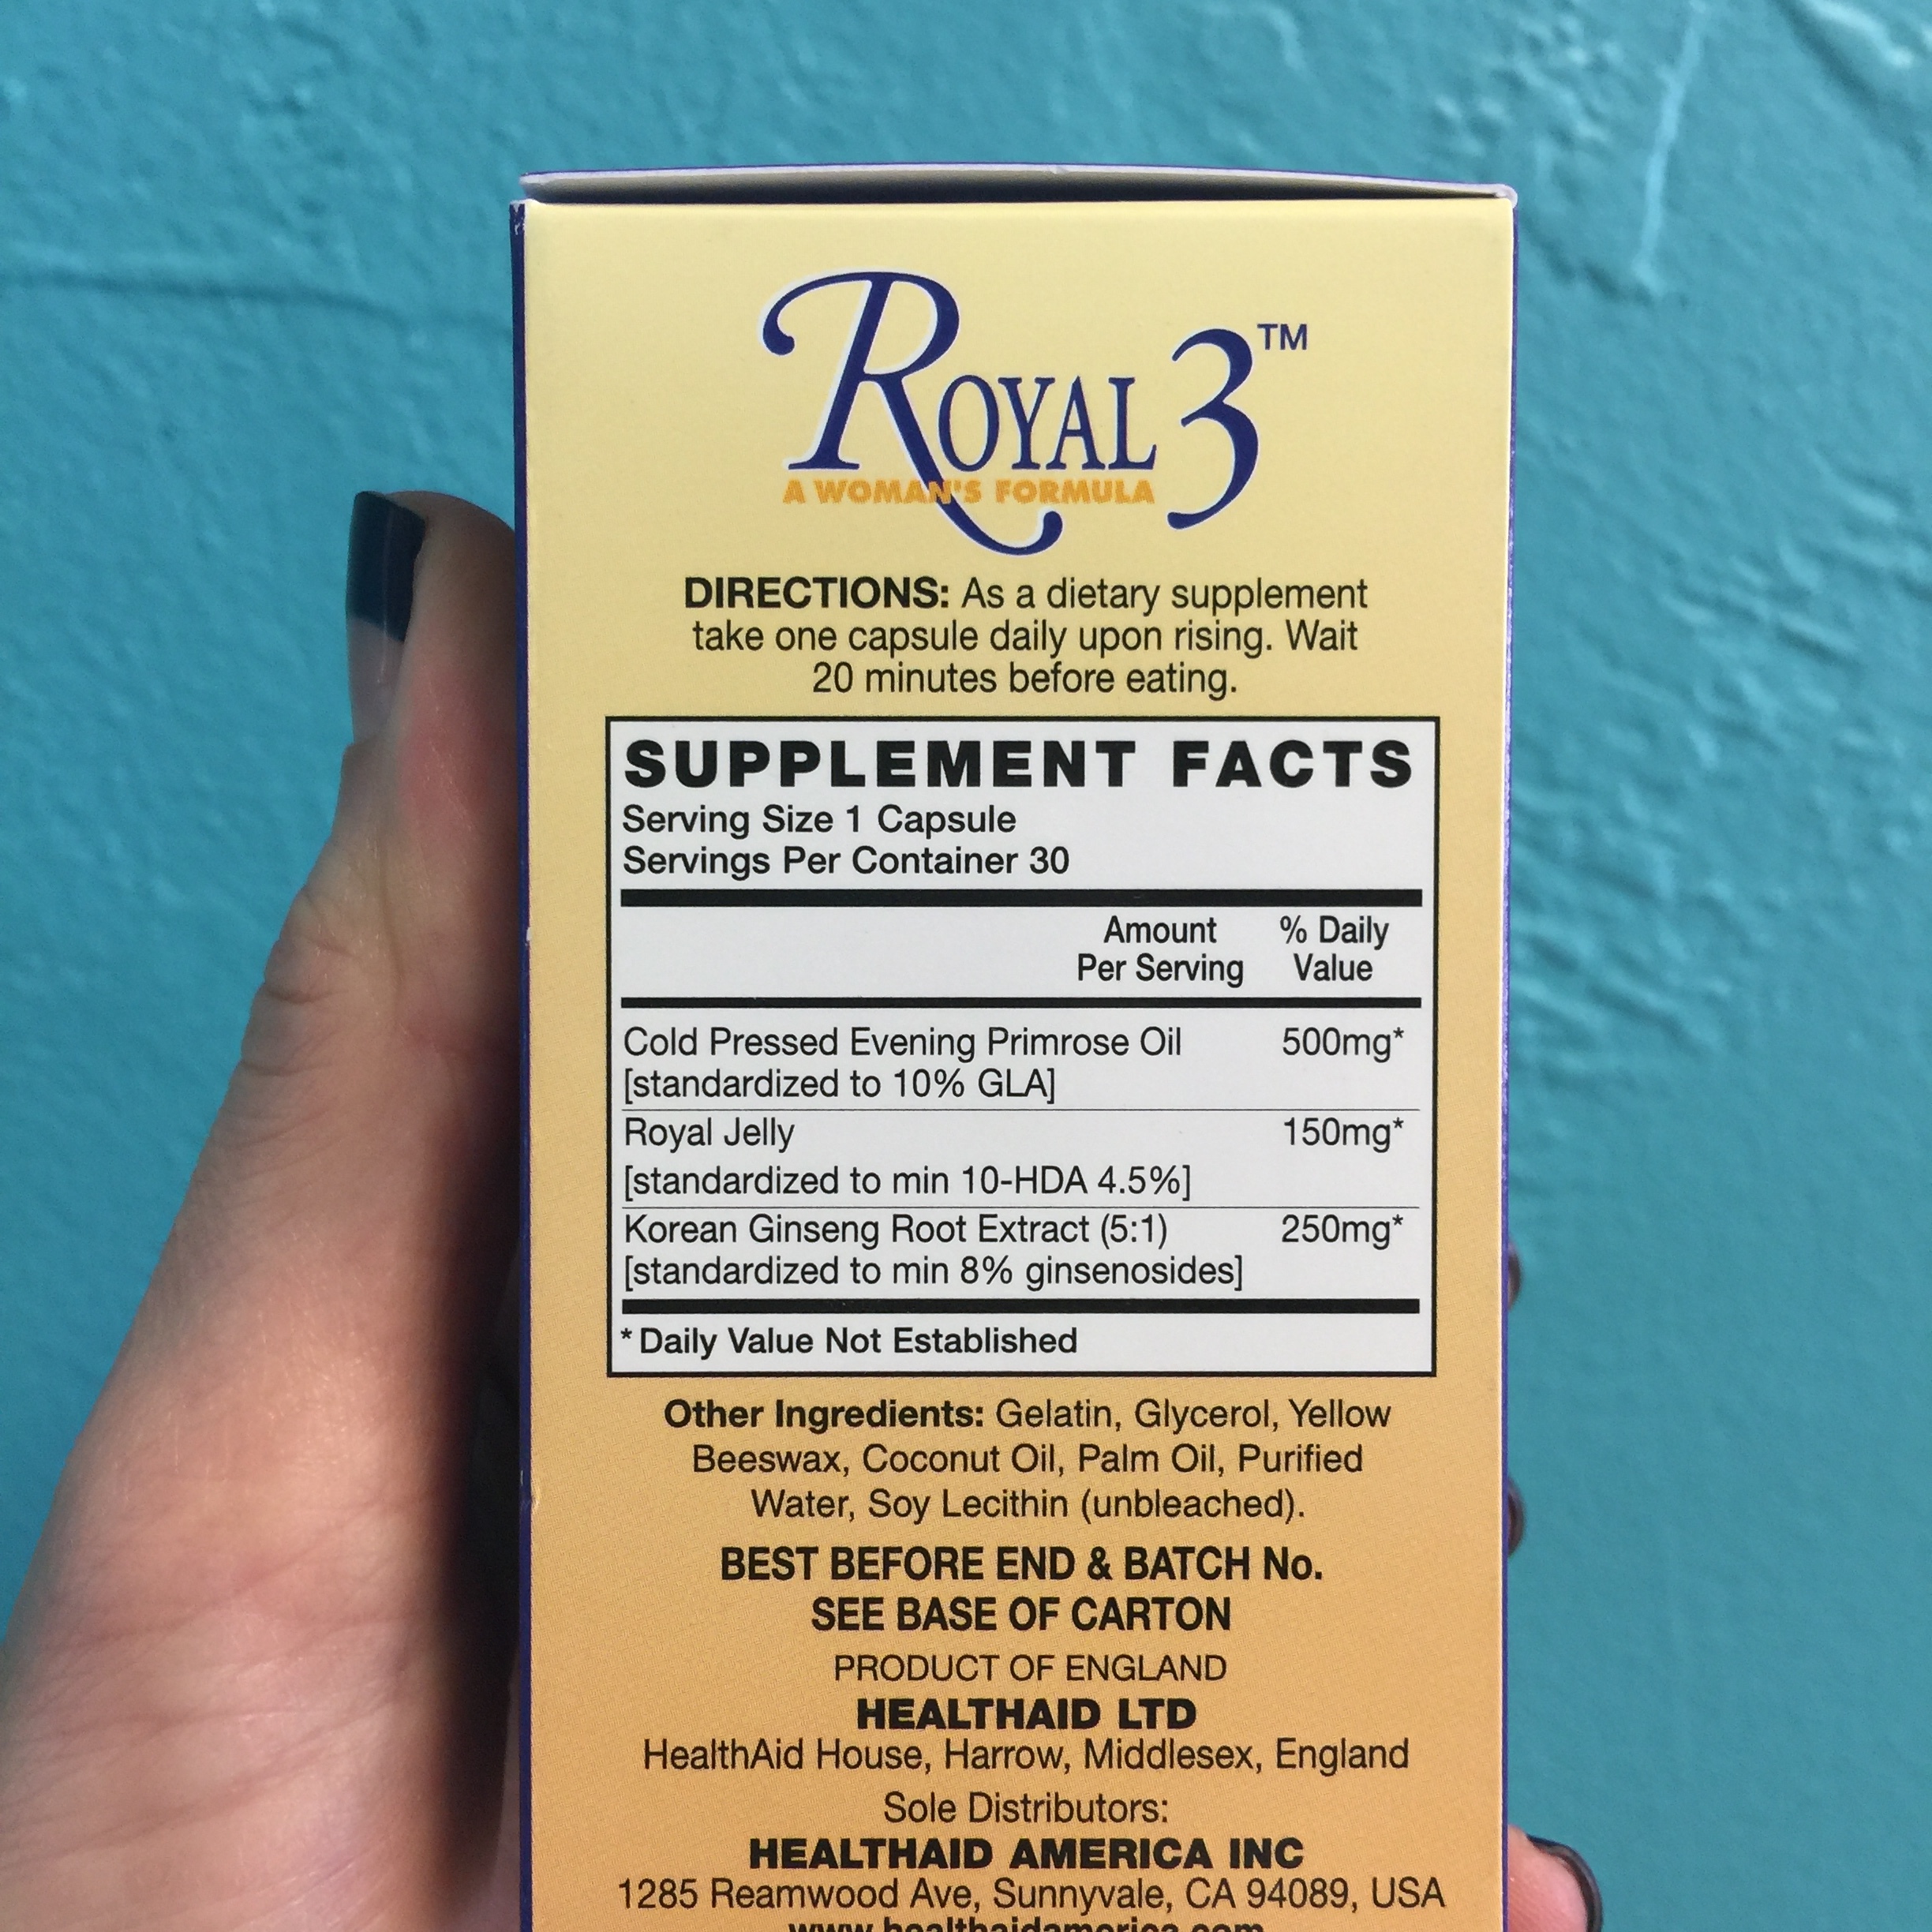 ROYAL 3™
A WOMAN'S FORMULA
DIRECTIONS: As a dietary supplement
take one capsule daily upon rising. Wait
20 minutes before eating.
SUPPLEMENT FACTS
Serving Size 1 Capsule
Servings Per Container 30
Amount Per Serving % Daily Value
Cold Pressed Evening Primrose Oil 500mg*
[standardized to 10% GLA]
Royal Jelly 150mg*
[standardized to min 10-HDA 4.5%]
Korean Ginseng Root Extract (5:1) 250mg*
[standardized to min 8% ginsenosides]
* Daily Value Not Established
Other Ingredients: Gelatin, Glycerol, Yellow
Beeswax, Coconut Oil, Palm Oil, Purified
Water, Soy Lecithin (unbleached).
BEST BEFORE END & BATCH No.
SEE BASE OF CARTON
PRODUCT OF ENGLAND
HEALTHAID LTD
HealthAid House, Harrow, Middlesex, England
Sole Distributors:
HEALTHAID AMERICA INC
1285 Reamwood Ave, Sunnyvale, CA 94089, USA
www.healthaidamerica.com